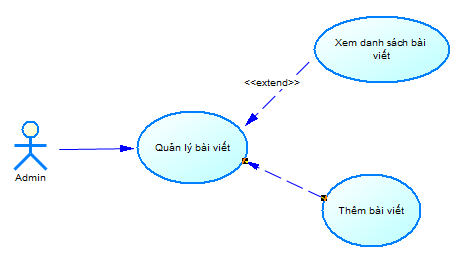 Xem danh sách bài
viết
<<extend>>
Quản lý bài viết
Admin
Thêm bài viết